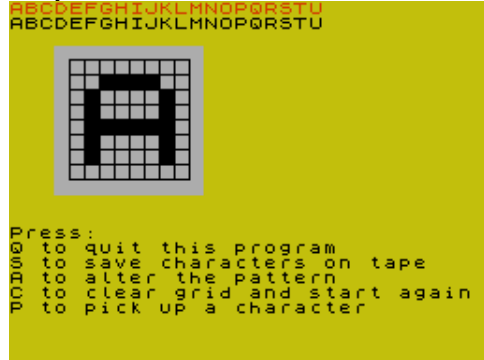 ABCDEFGHIJKLMNOPQRSTU
ABCDEFGHIJKLMNOPQRSTU
A
Press:
Q to quit this program
S to save characters on tape
A to alter the pattern
C to clear grid and start again
P to pick up a character